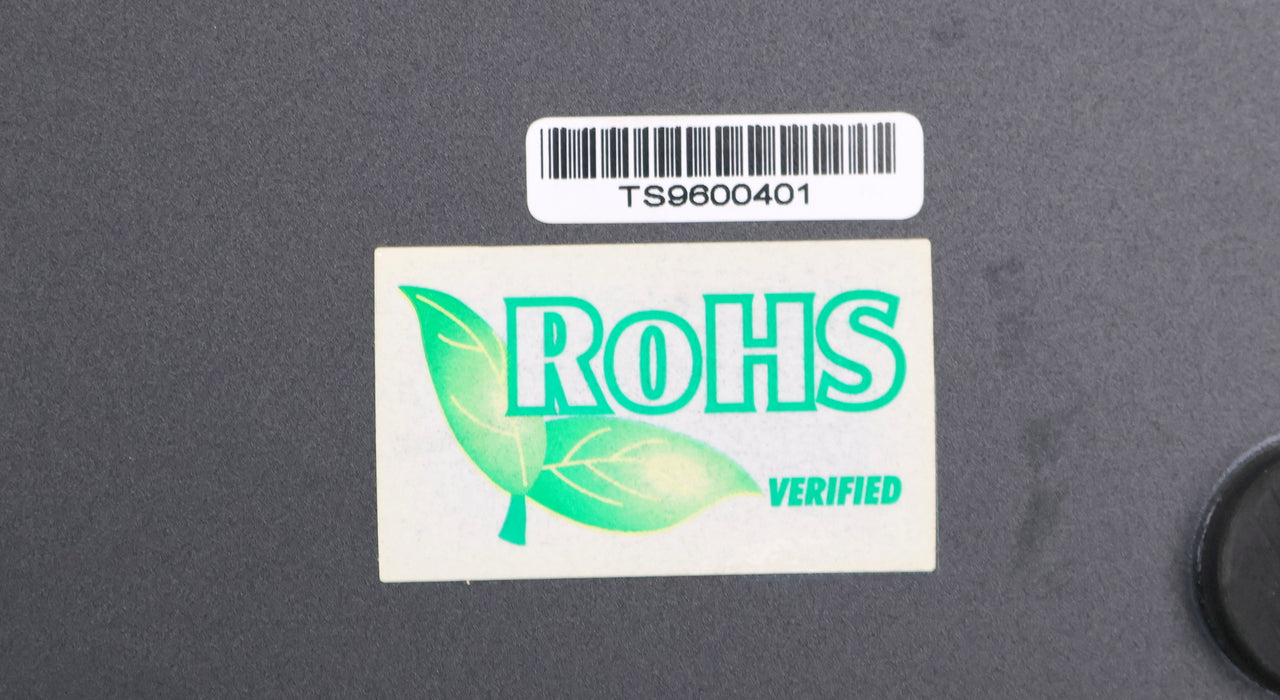 TS9600401
RoHS
VERIFIED